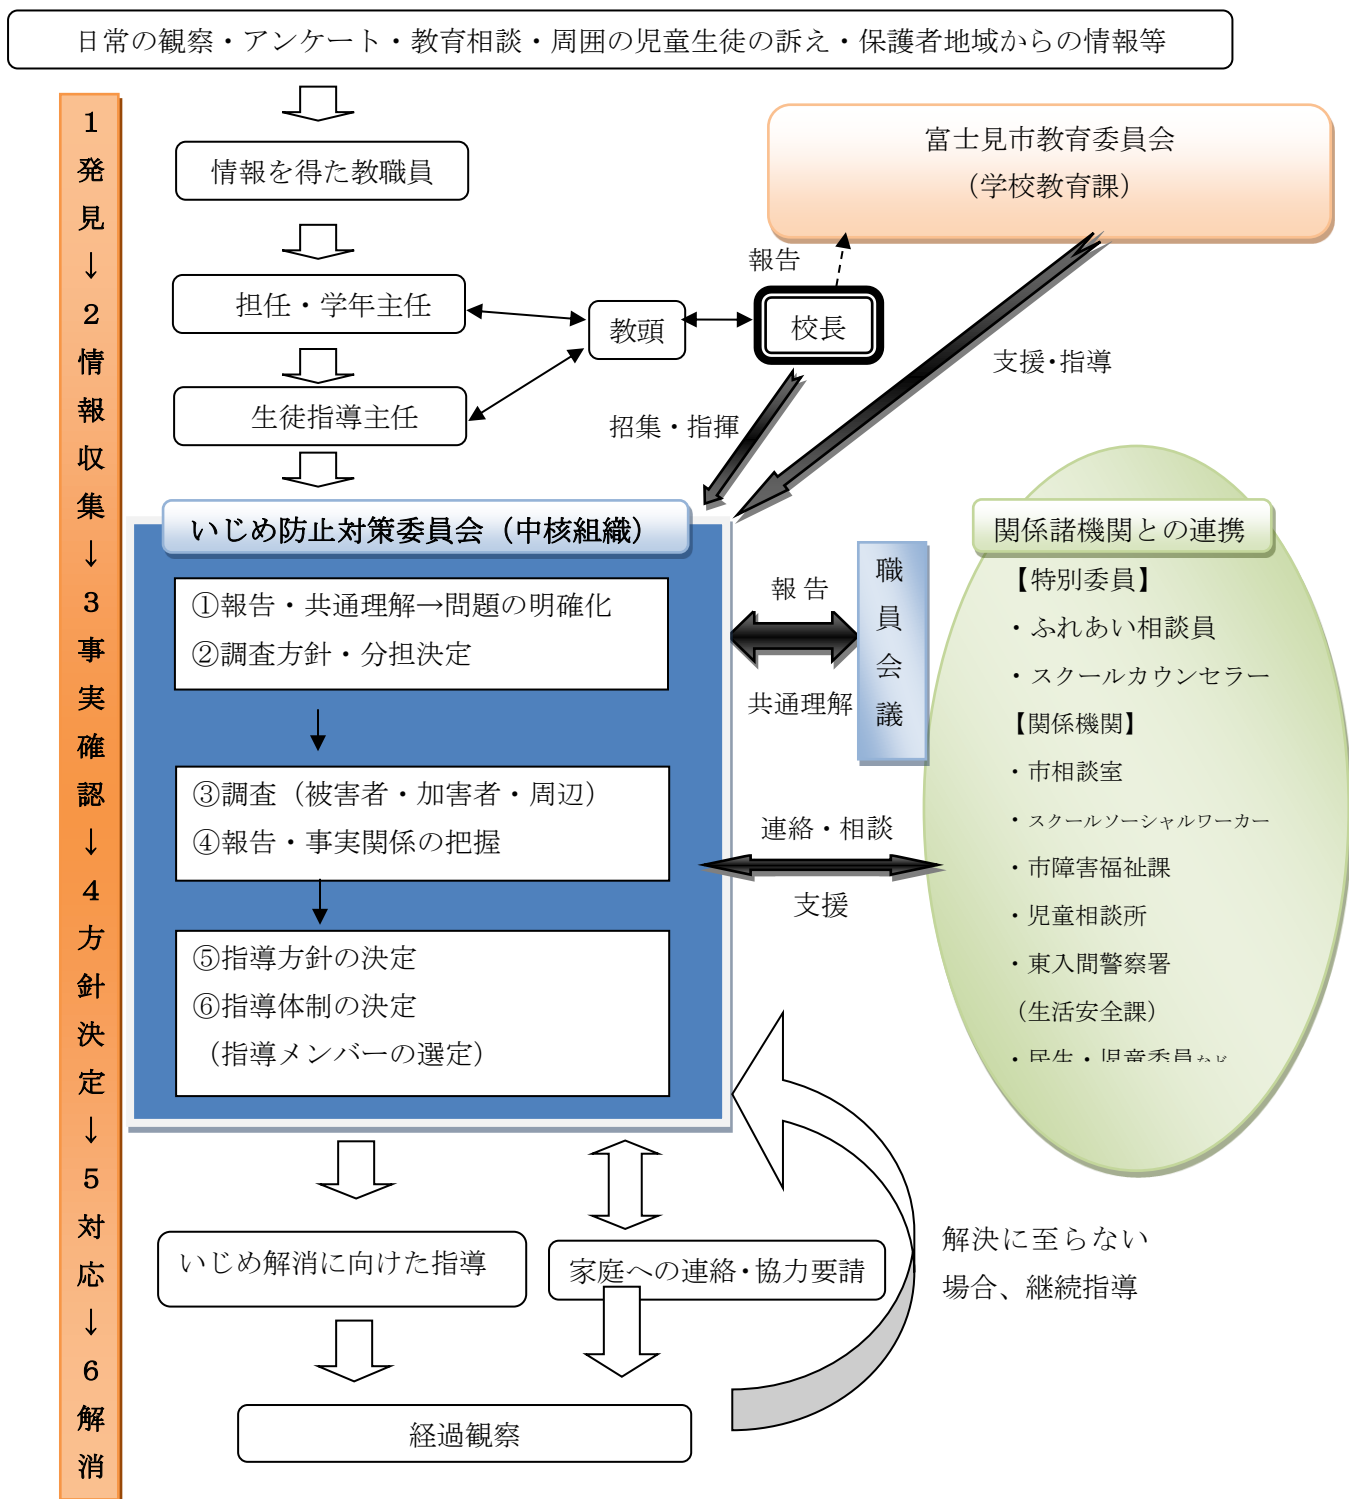 日常の観察・アンケート・教育相談・周囲の児童生徒の訴え・保護者地域からの情報等
1発見↓2情報収集↓3事実確認↓4方針決定↓5対応↓6解消
情報を得た教職員
担任・学年主任
生徒指導主任
教頭
校長
報告
富士見市教育委員会
（学校教育課）
支援・指導
招集・指揮
いじめ防止対策委員会（中核組織）
①報告・共通理解→問題の明確化
②調査方針・分担決定
③調査（被害者・加害者・周辺）
④報告・事実関係の把握
⑤指導方針の決定
⑥指導体制の決定
（指導メンバーの選定）
報 告
共通理解
職員会議
連絡・相談
支援
関係諸機関との連携
【特別委員】
・ふれあい相談員
・スクールカウンセラー
【関係機関】
・市相談室
・スクールソーシャルワーカー
・市障害福祉課
・児童相談所
・東入間警察署
（生活安全課）
・民生・児童委員など
いじめ解消に向けた指導
家庭への連絡・協力要請
解決に至らない
場合、継続指導
経過観察